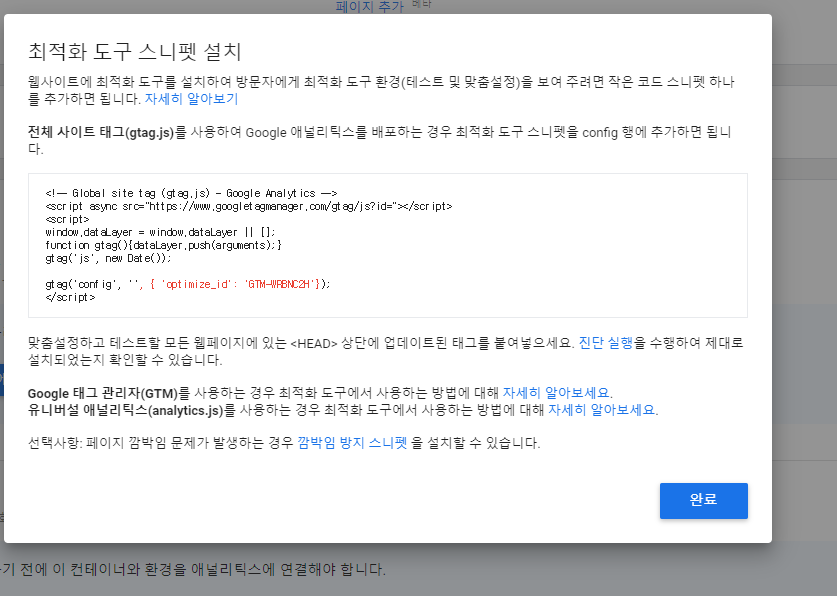 페이지 추가 베타
최적화 도구 스니펫 설치
웹사이트에 최적화 도구를 설치하여 방문자에게 최적화 도구 환경(테스트 및 맞춤설정)을 보여 주려면 작은 코드 스니펫 하나
를 추가하면 됩니다. 자세히 알아보기
전체 사이트 태그(gtag.js)를 사용하여 Google 애널리틱스를 배포하는 경우 최적화 도구 스니펫을 config 행에 추가하면 됩니
다.
<!-- Global site tag (gtag.js) - Google Analytics -->
<script async src="https://www.googletagmanager.com/gtag/js?id="></script>
<script>
window.dataLayer = window.dataLayer || [];
function gtag(){dataLayer.push(arguments);}
gtag('js', new Date());
gtag('config', '', { 'optimize_id': 'GTM-WRBNC2H'});
</script>
맞춤설정하고 테스트할 모든 웹페이지에 있는 <HEAD> 상단에 업데이트된 태그를 붙여넣으세요. 진단 실행을 수행하여 제대로
설치되었는지 확인할 수 있습니다.
Google 태그 관리자(GTM)를 사용하는 경우 최적화 도구에서 사용하는 방법에 대해 자세히 알아보세요.
유니버설 애널리틱스(analytics.js)를 사용하는 경우 최적화 도구에서 사용하는 방법에 대해 자세히 알아보세요.
선택사항: 페이지 깜박임 문제가 발생하는 경우 깜박임 방지 스니펫 을 설치할 수 있습니다.
완료
기 전에 이 컨테이너와 환경을 애널리틱스에 연결해야 합니다.